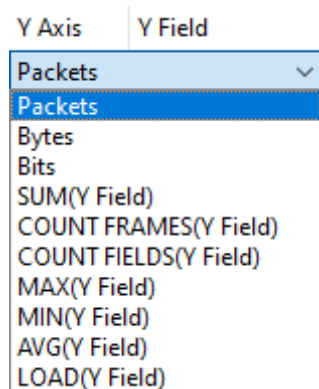 Y Axis Y Field
Packets
Packets
Bytes
Bits
SUM(Y Field)
COUNT FRAMES(Y Field)
COUNT FIELDS(Y Field)
MAX(Y Field)
MIN(Y Field)
AVG(Y Field)
LOAD(Y Field)